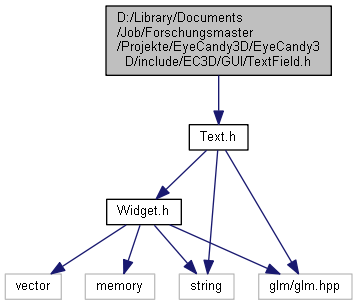 D:/Library/Documents
/Job/Forschungsmaster
/Projekte/EyeCandy3D/EyeCandy3
D/include/EC3D/GUI/TextField.h
Text.h
Widget.h
vector
memory
string
glm/glm.hpp